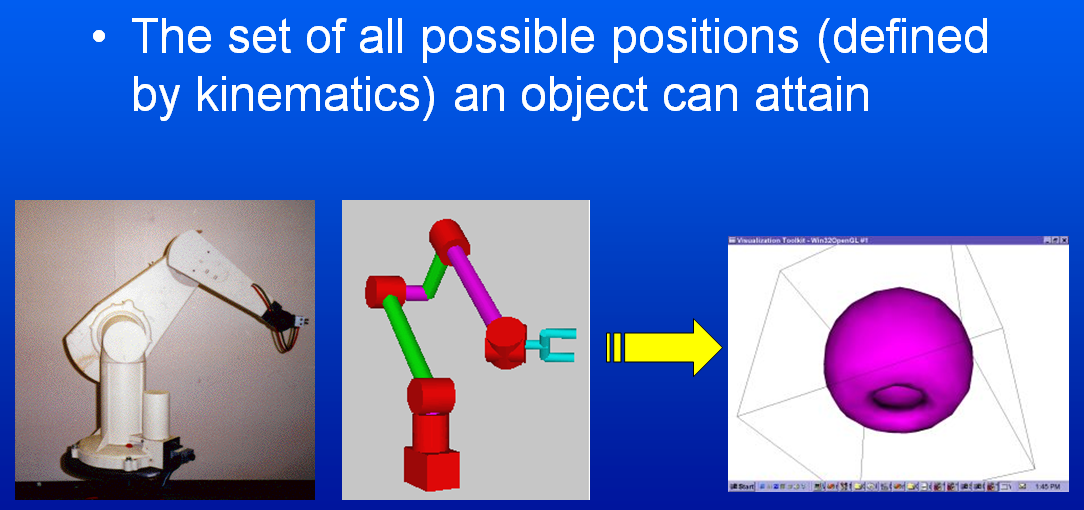 • The set of all possible positions (defined
by kinematics) an object can attain
Visualization Toolkit - Win32OpenGL #1
Start
1:45 PM